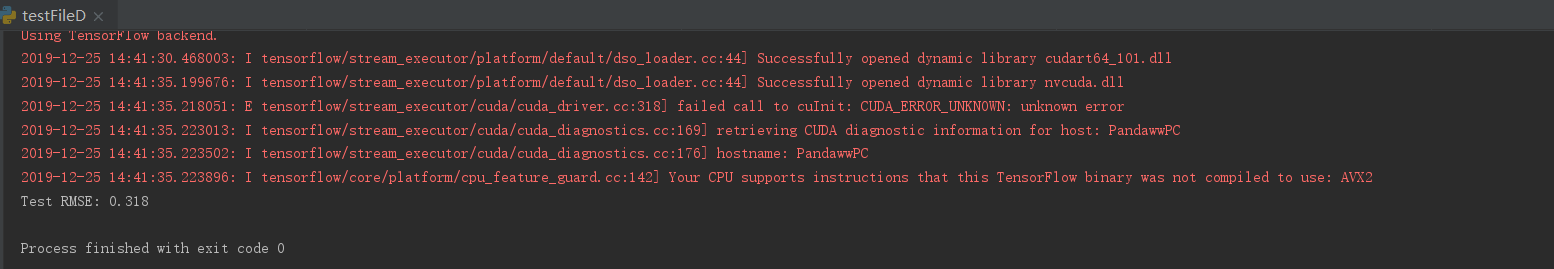 testFileD
Using TensorFlow backend.
2019-12-25 14:41:30.468003: I tensorflow/stream_executor/platform/default/dso_loader.cc:44] Successfully opened dynamic library cudart64_101.dll
2019-12-25 14:41:35.199676: I tensorflow/stream_executor/platform/default/dso_loader.cc:44] Successfully opened dynamic library nvcuda.dll
2019-12-25 14:41:35.218051: E tensorflow/stream_executor/cuda/cuda_driver.cc:318] failed call to cuInit: CUDA_ERROR_UNKNOWN: unknown error
2019-12-25 14:41:35.223013: I tensorflow/stream_executor/cuda/cuda_diagnostics.cc:169] retrieving CUDA diagnostic information for host: PandawwPC
2019-12-25 14:41:35.223502: I tensorflow/stream_executor/cuda/cuda_diagnostics.cc:176] hostname: PandawwPC
2019-12-25 14:41:35.223896: I tensorflow/core/platform/cpu_feature_guard.cc:142] Your CPU supports instructions that this TensorFlow binary was not compiled to use: AVX2
Test RMSE: 0.318
Process finished with exit code 0